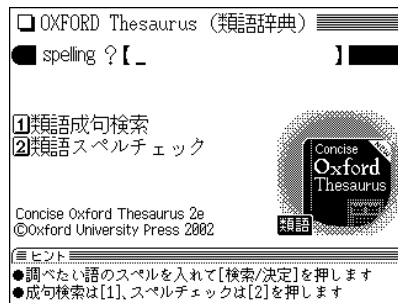 OXFORD Thesaurus (類語辞典)
spelling ?【_ 】
1類語成句検索
2類語スペルチェック
Concise
NEW
Oxford
Thesaurus
類語
Concise Oxford Thesaurus 2e
©Oxford University Press 2002
ヒント
●調べたい語のスペルを入れて[検索/決定]を押します
●成句検索は[1]、スペルチェックは[2]を押します